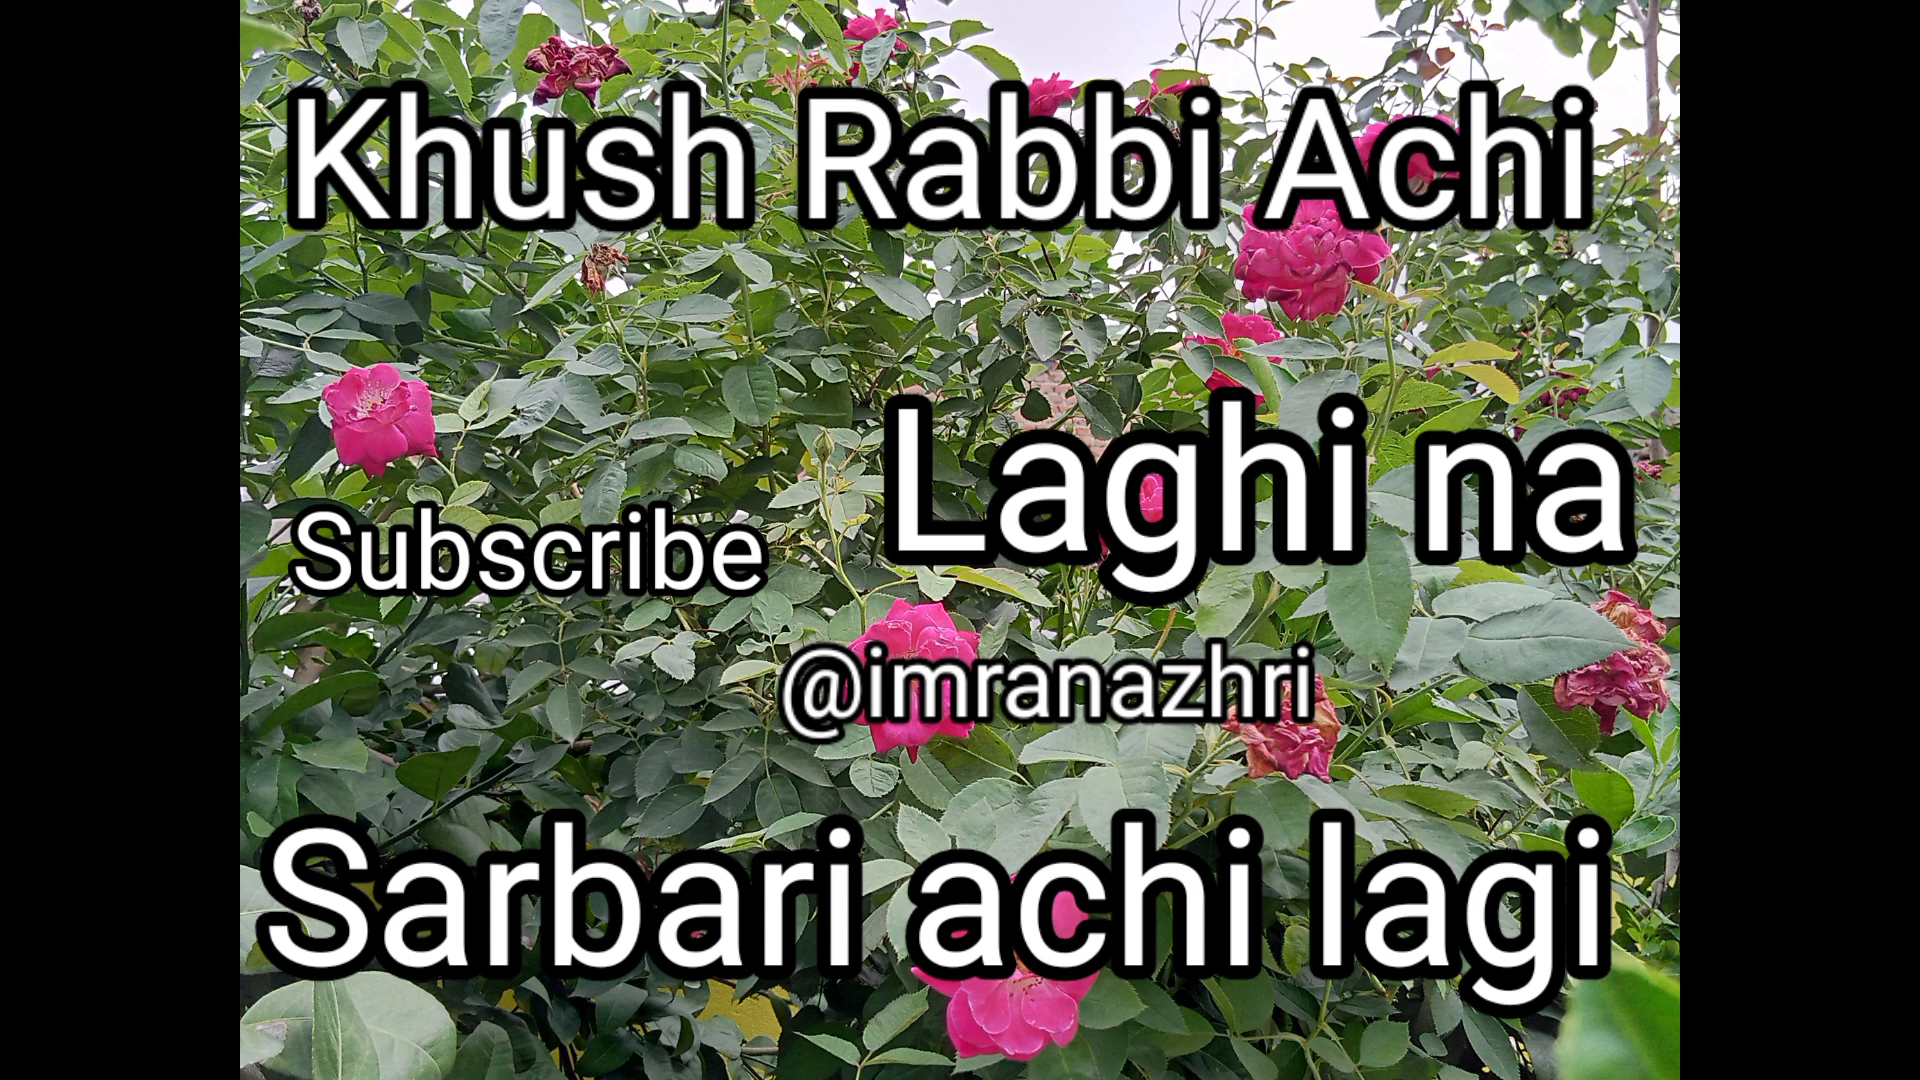 Khush Rabbi Achi
Laghi na
Subscribe
@imranazhri
Sarbari achi lagi